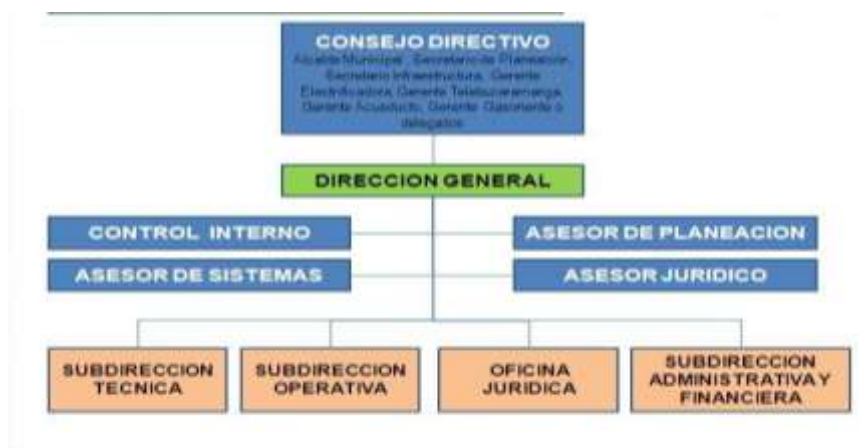 CONSEJO DIRECTIVO
Alcalde Municipal, Secretario de Planeación,
Secretario Infraestructura, Gerente
Electrificadora, Gerente Telebucaramanga,
Gerente Acueducto, Gerente Gasoriente o
delegados
DIRECCION GENERAL
CONTROL INTERNO
ASESOR DE PLANEACION
ASESOR DE SISTEMAS
ASESOR JURIDICO
SUBDIRECCION
TECNICA
SUBDIRECCION
OPERATIVA
OFICINA
JURIDICA
SUBDIRECCION
ADMINISTRATIVA Y
FINANCIERA